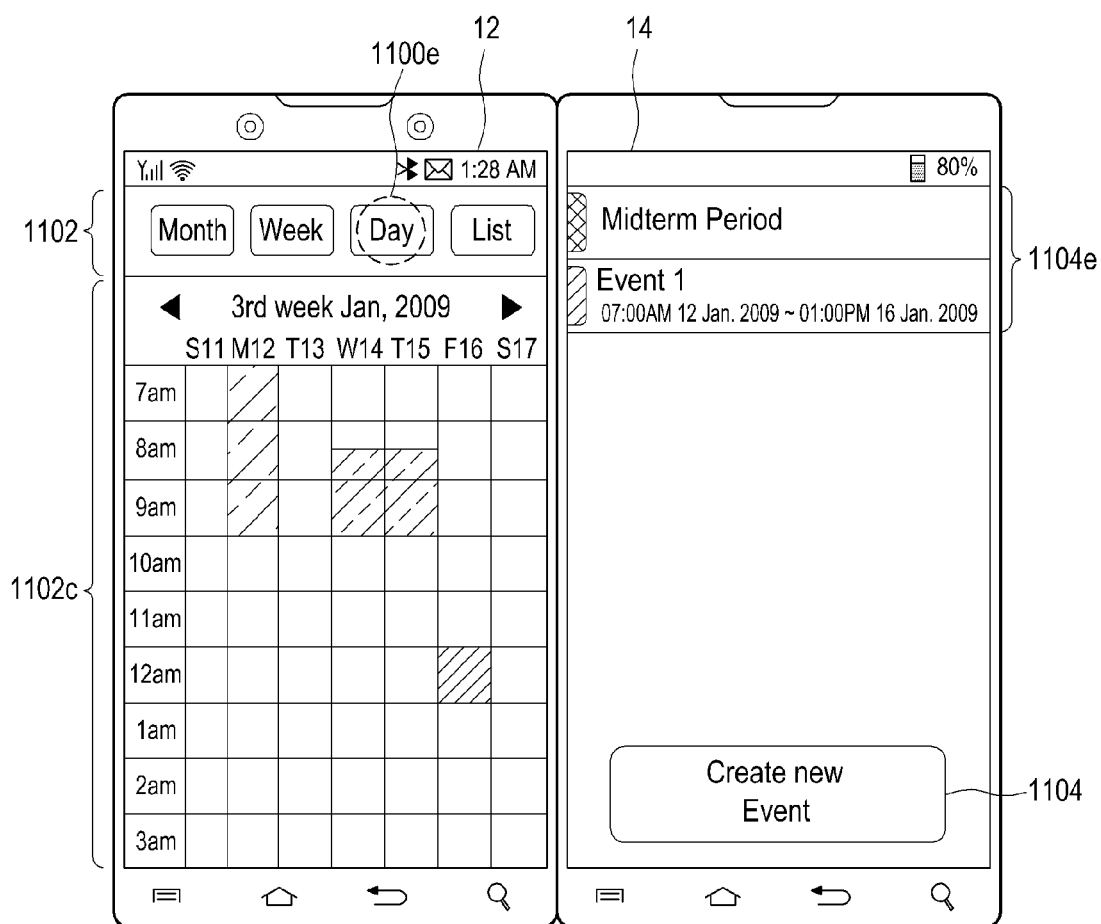 12
14
1100e
1:28 AM
80%
1102
Month Week Day List
Midterm Period
1104e
Event 1
07:00AM 12 Jan. 2009 ~ 01:00PM 16 Jan. 2009
3rd week Jan, 2009
S11 M12 T13 W14 T15 F16 S17
7am
8am
9am
10am
1102c
11am
12am
1am
2am
3am
Create new
Event
1104